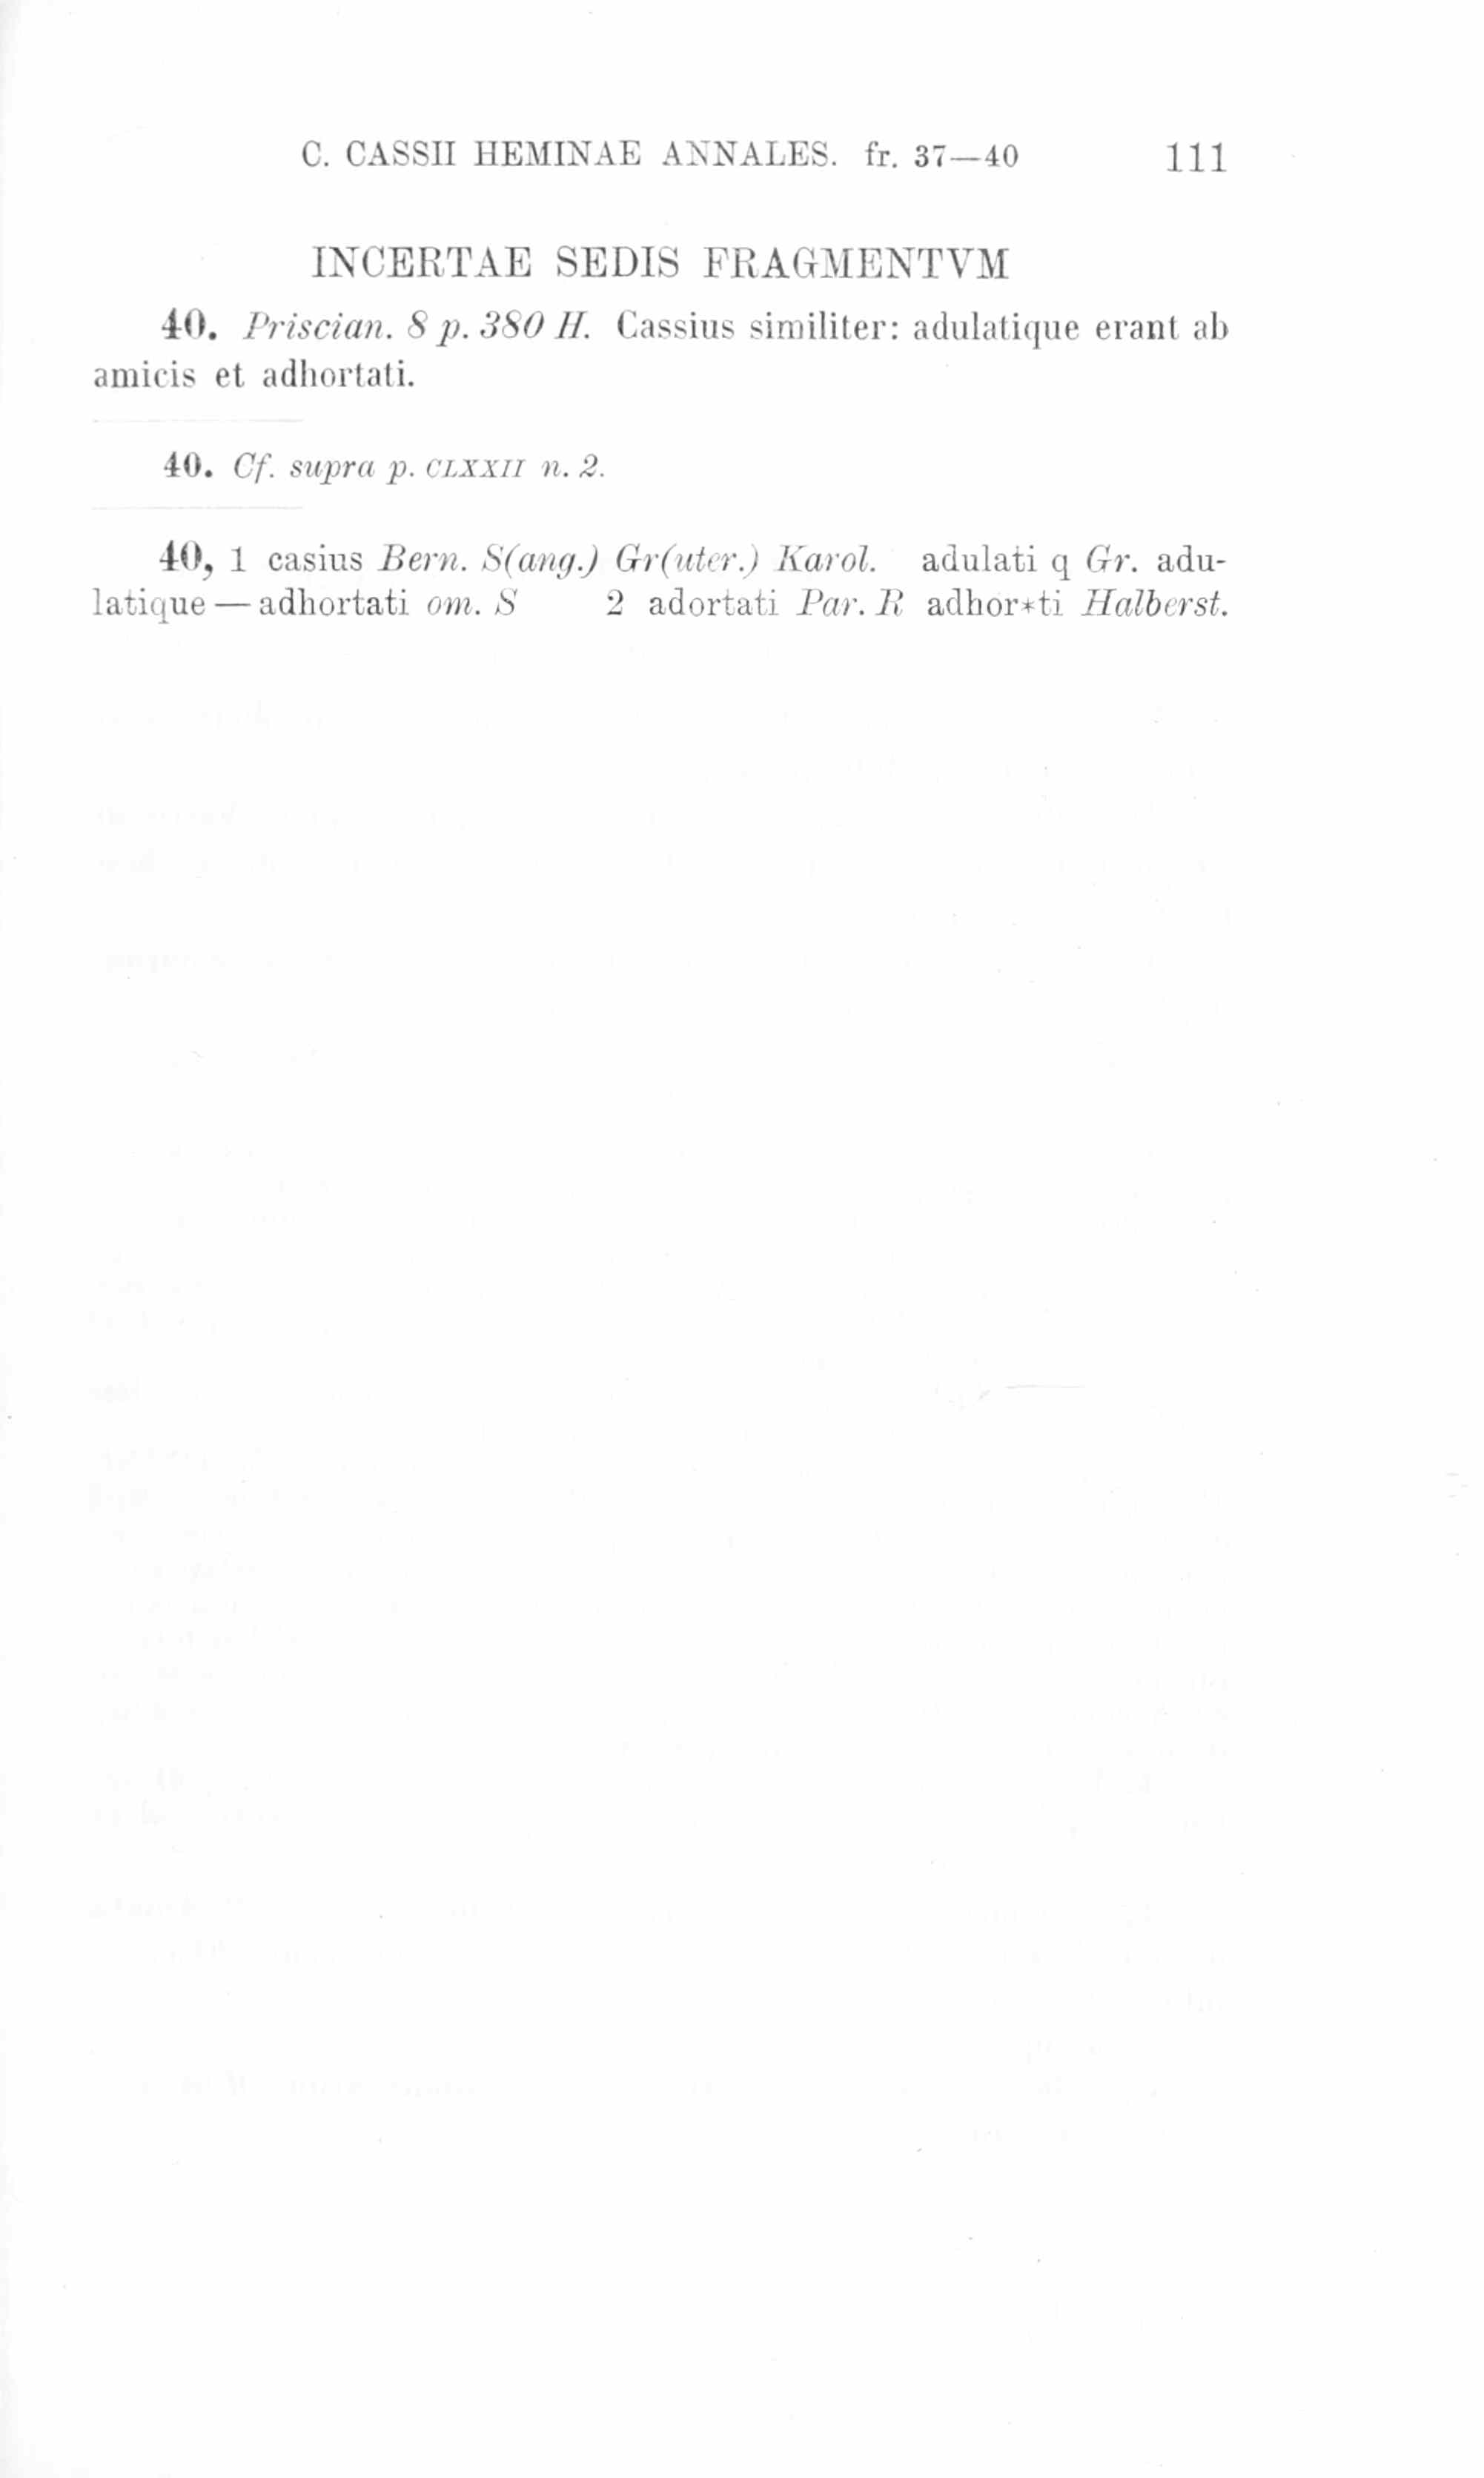 C. CASSII HEMINAE ANNALES. fr. 37—40 111
INCERTAE SEDIS FRAGMENTVM
40. Priscian. 8 p. 380 H. Cassius similiter: adulatique erant ab
amicis et adhortati.
40. Cf. supra p. CLXXII n. 2.
40, 1 casius Bern. S(ang.) Gr(uter.) Karol. adulati q Gr. adu-
latique — adhortati om. S 2 adortati Par. R adhor*ti Halberst.